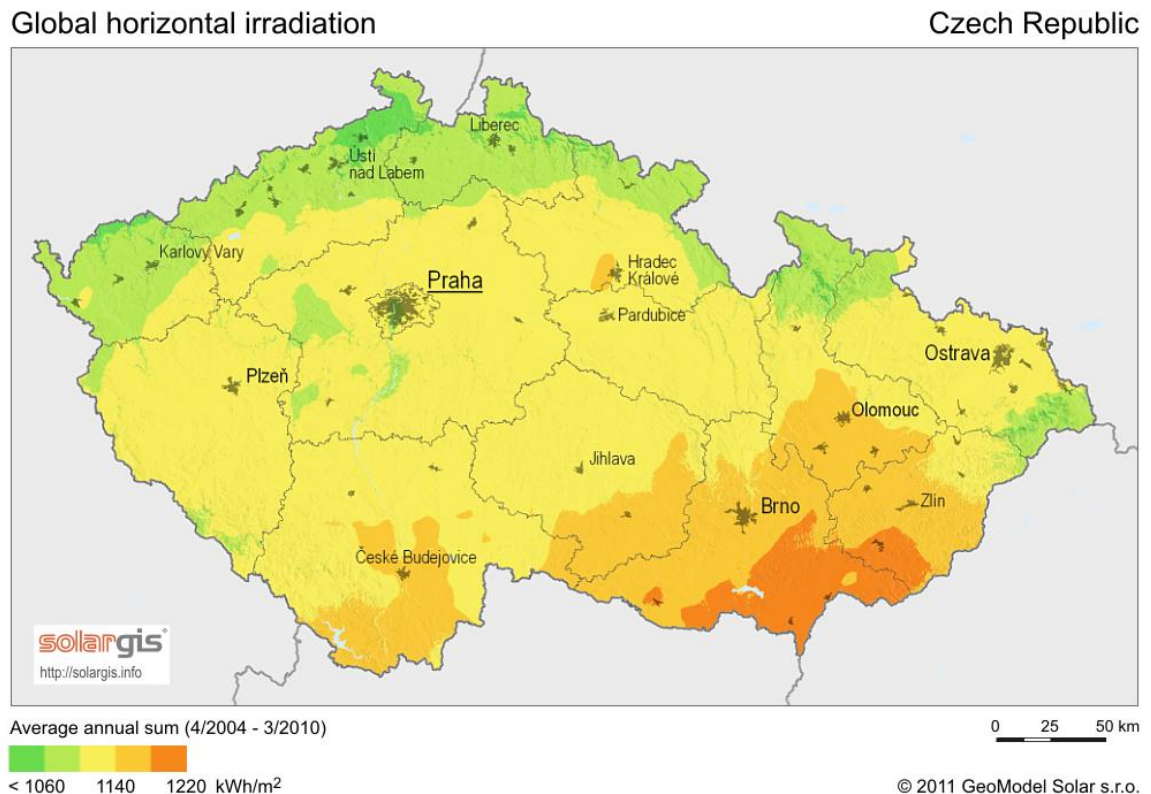 Global horizontal irradiation
Czech Republic
Liberec
Ústí
nad Labem
Karlovy Vary
Praha
Hradec
Králové
Pardubice
Ostrava
Plzeň
Olomouc
Jihlava
Brno
Zlín
České Budejovice
solargis
http://solargis.info
Average annual sum (4/2004 - 3/2010)
0 25 50 km
< 1060 1140 1220 kWh/m²
© 2011 GeoModel Solar s.r.o.